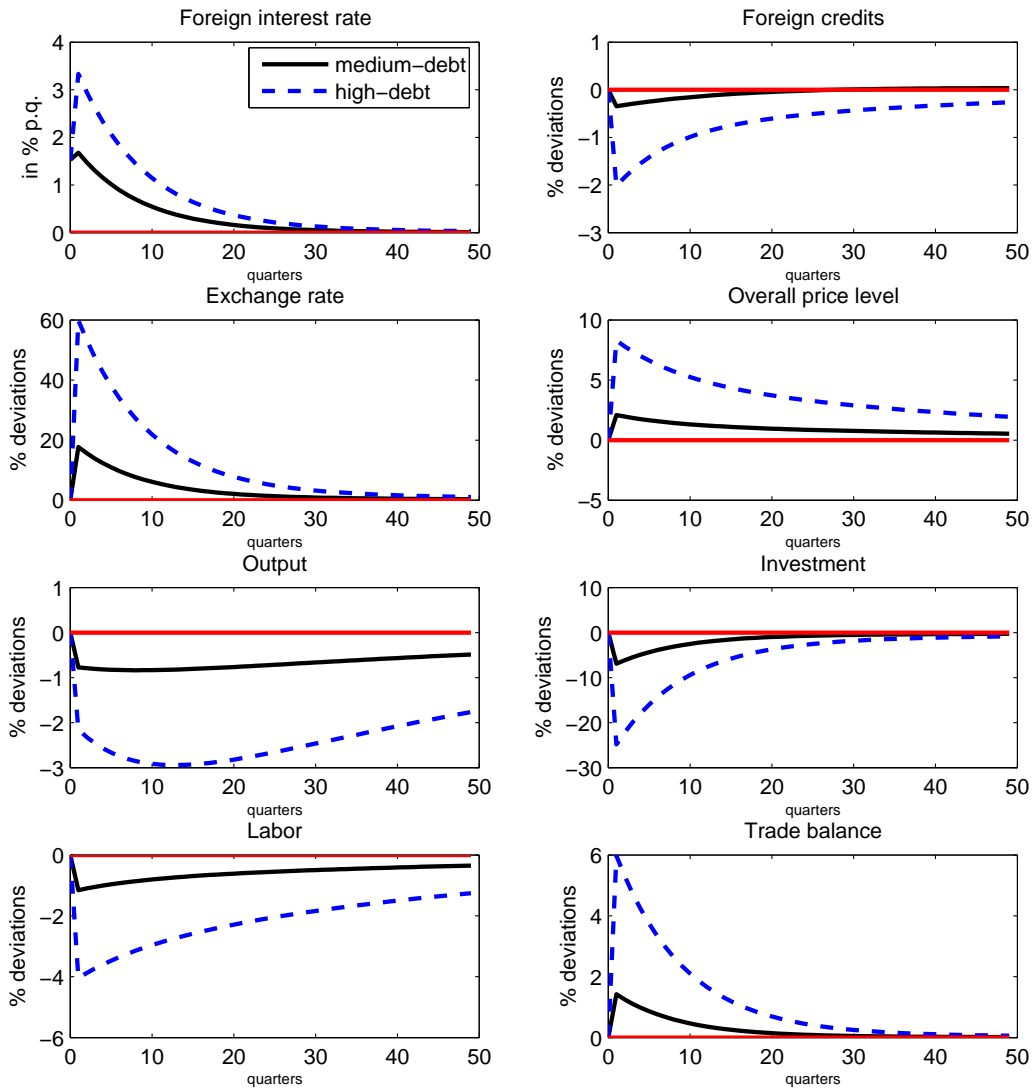 Foreign interest rate
4
3
2
1
0
in % p.q.
medium−debt
high−debt
0 10 20 30 40 50
quarters
Foreign credits
1
0
−1
−2
−3
% deviations
0 10 20 30 40 50
quarters
Exchange rate
60
40
20
0
% deviations
0 10 20 30 40 50
quarters
Overall price level
10
5
0
−5
% deviations
0 10 20 30 40 50
quarters
Output
1
0
−1
−2
−3
% deviations
0 10 20 30 40 50
quarters
Investment
10
0
−10
−20
−30
% deviations
0 10 20 30 40 50
quarters
Labor
0
−2
−4
−6
% deviations
0 10 20 30 40 50
quarters
Trade balance
6
4
2
0
% deviations
0 10 20 30 40 50
quarters